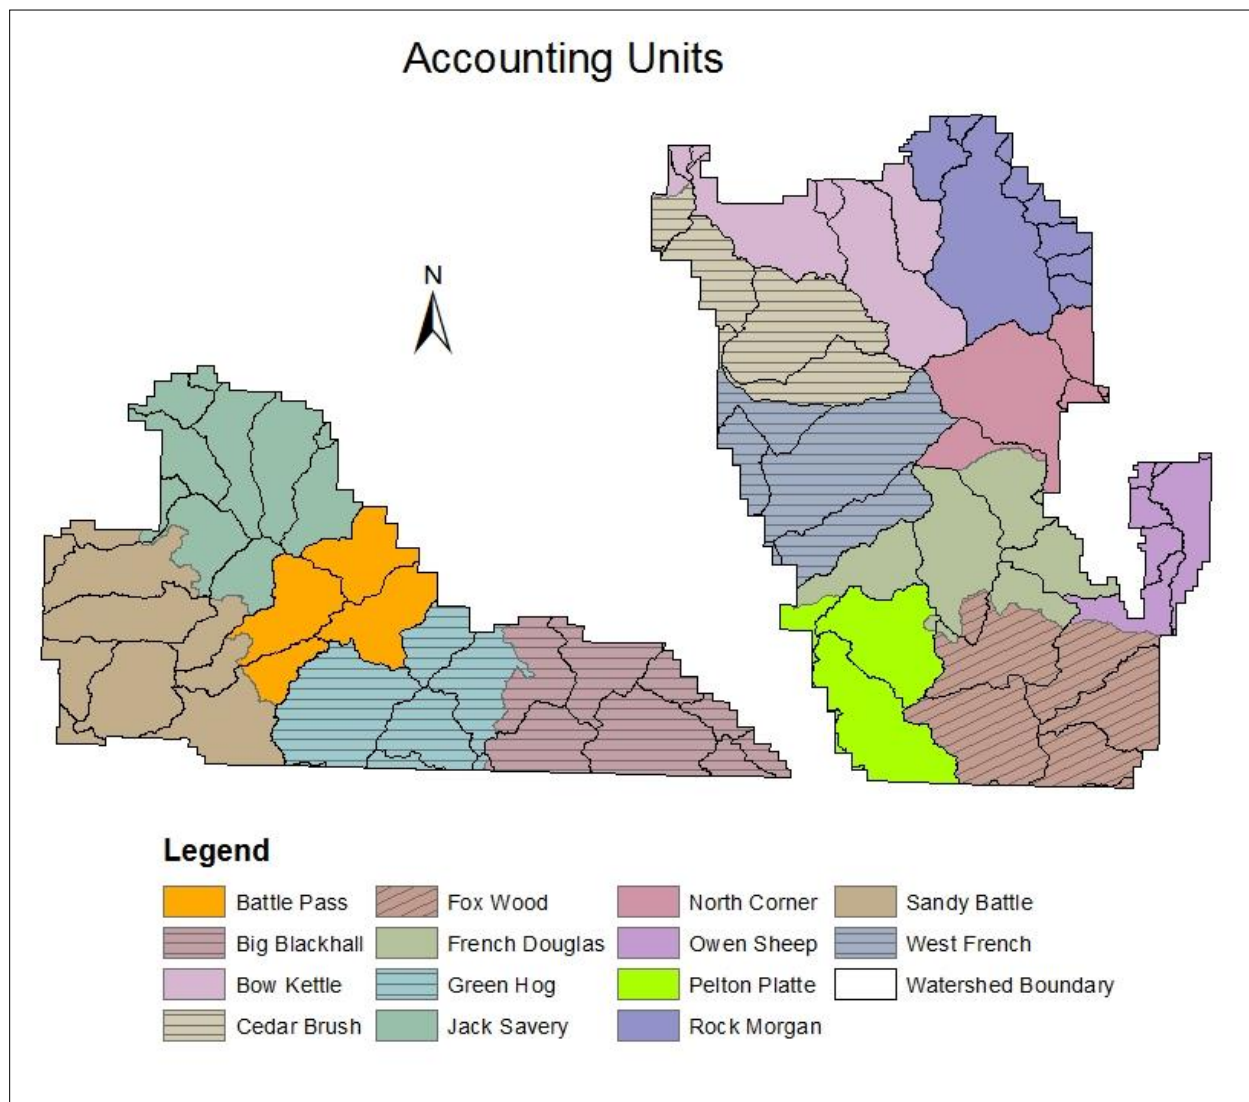 Accounting Units
N
Legend
Battle Pass
Fox Wood
North Corner
Sandy Battle
Big Blackhall
French Douglas
Owen Sheep
West French
Bow Kettle
Green Hog
Pelton Platte
Watershed Boundary
Cedar Brush
Jack Savery
Rock Morgan